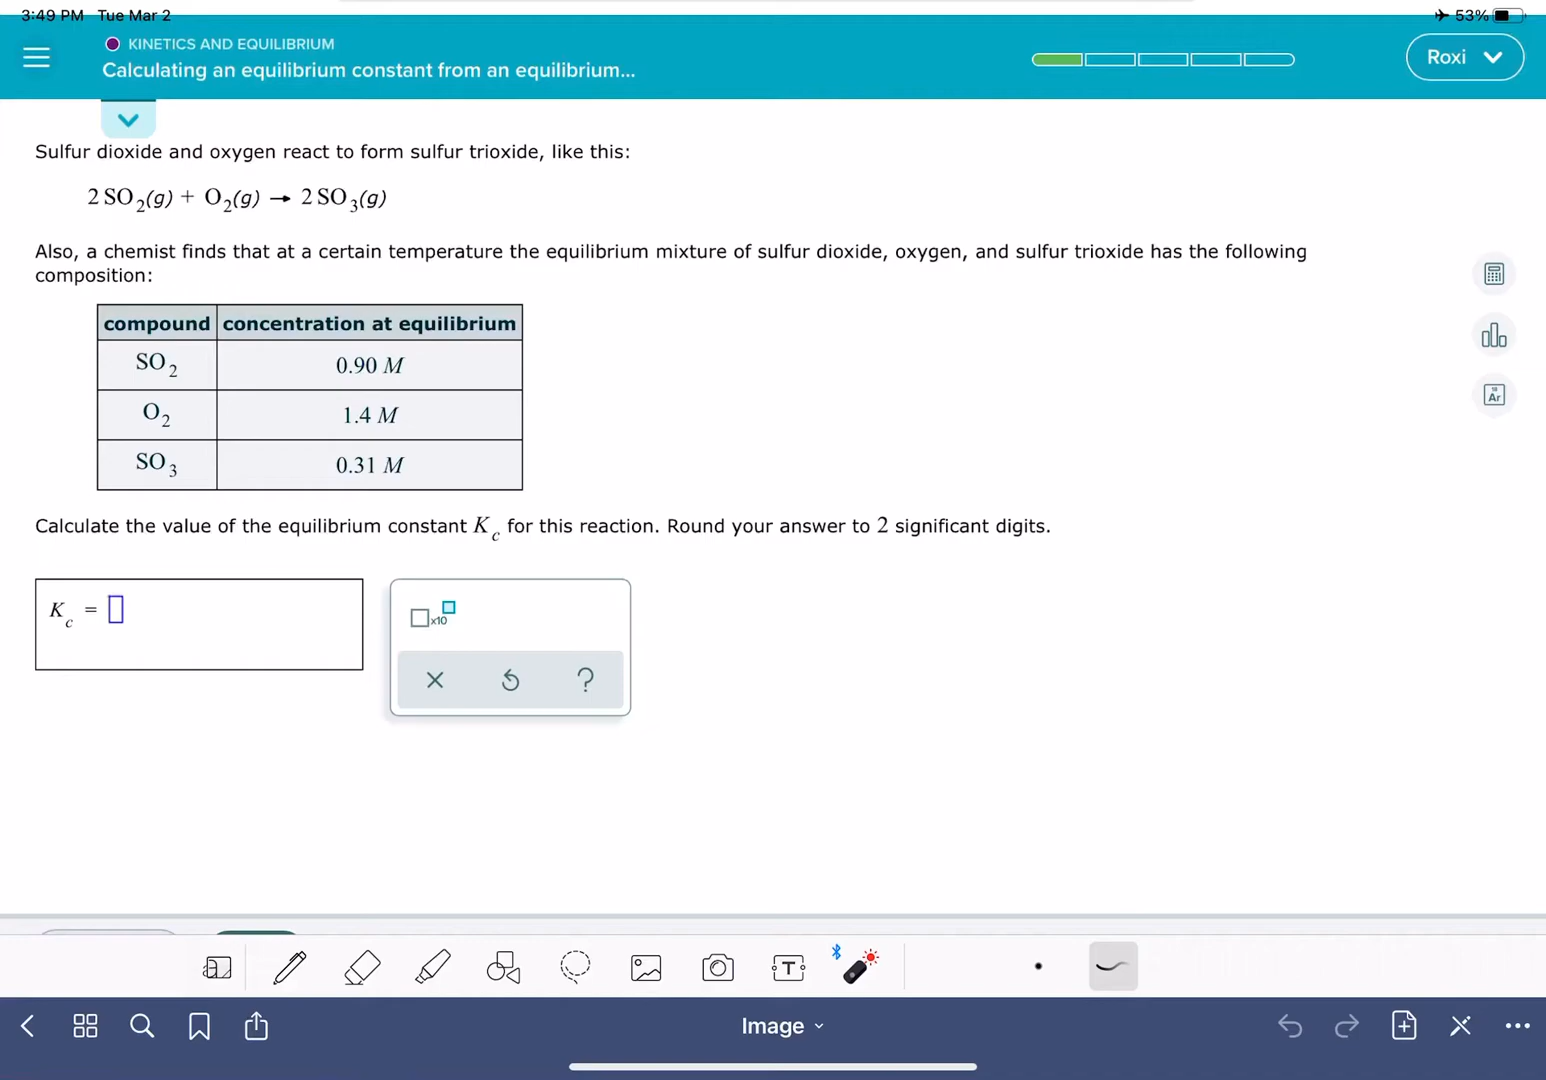 3:49 PM Tue Mar 2
53%
KINETICS AND EQUILIBRIUM
Calculating an equilibrium constant from an equilibrium...
Roxi
Sulfur dioxide and oxygen react to form sulfur trioxide, like this:
2 SO₂(g) + O₂(g) → 2 SO₃(g)
Also, a chemist finds that at a certain temperature the equilibrium mixture of sulfur dioxide, oxygen, and sulfur trioxide has the following
composition:
compound concentration at equilibrium
SO₂ 0.90 M
O₂ 1.4 M
SO₃ 0.31 M
Calculate the value of the equilibrium constant K_c for this reaction. Round your answer to 2 significant digits.
K_c =
x10
?
18
Ar
a
T
Image